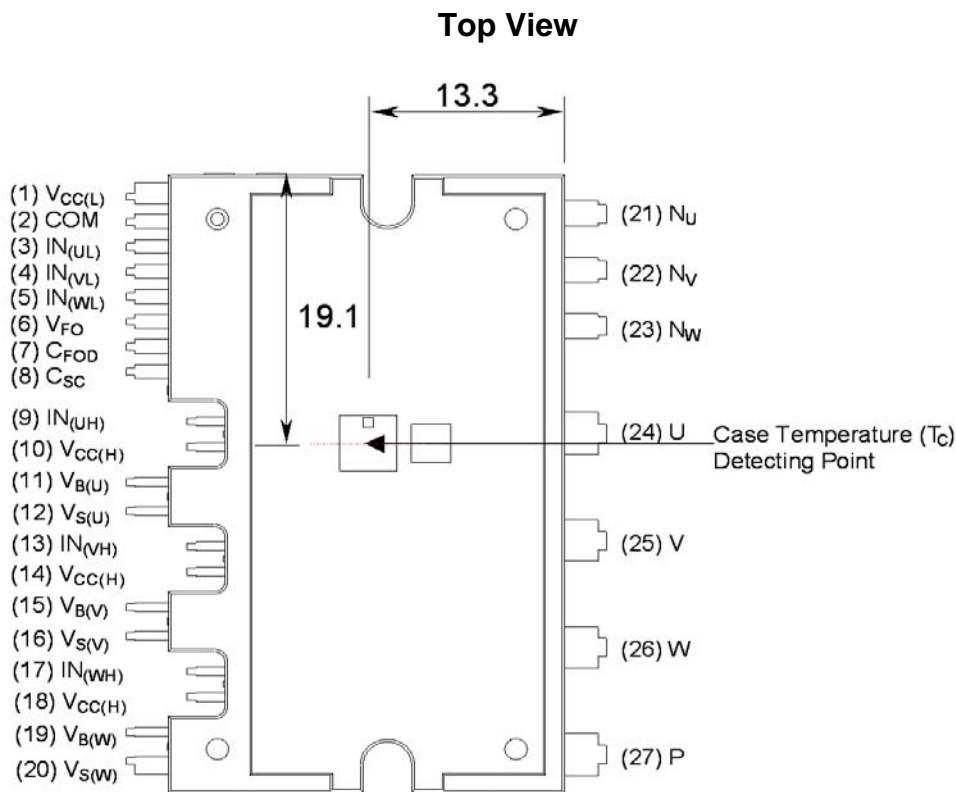 Top View
13.3
19.1
(1) VCC(L)
(2) COM
(3) IN(UL)
(4) IN(VL)
(5) IN(WL)
(6) VFO
(7) CFOD
(8) CSC
(9) IN(UH)
(10) VCC(H)
(11) VB(U)
(12) VS(U)
(13) IN(VH)
(14) VCC(H)
(15) VB(V)
(16) VS(V)
(17) IN(WH)
(18) VCC(H)
(19) VB(W)
(20) VS(W)
(21) NU
(22) NV
(23) NW
(24) U
Case Temperature (TC)
Detecting Point
(25) V
(26) W
(27) P